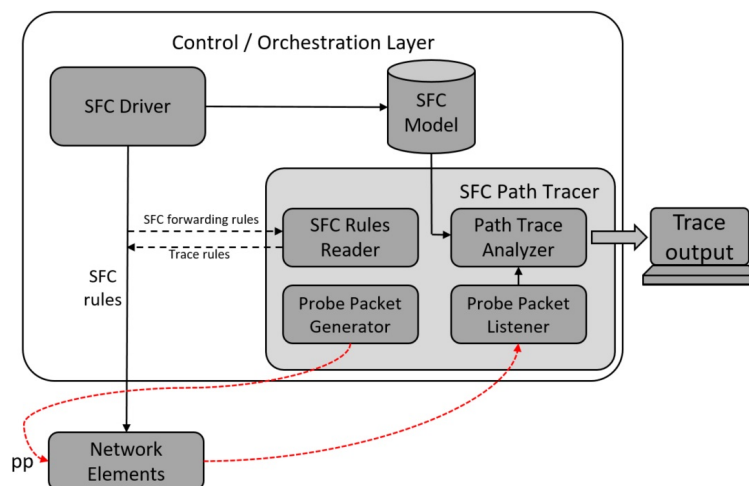 Control / Orchestration Layer
SFC Driver
SFC
Model
SFC Path Tracer
SFC forwarding rules
Trace rules
SFC Rules
Reader
Path Trace
Analyzer
Trace
output
SFC
rules
Probe Packet
Generator
Probe Packet
Listener
pp
Network
Elements